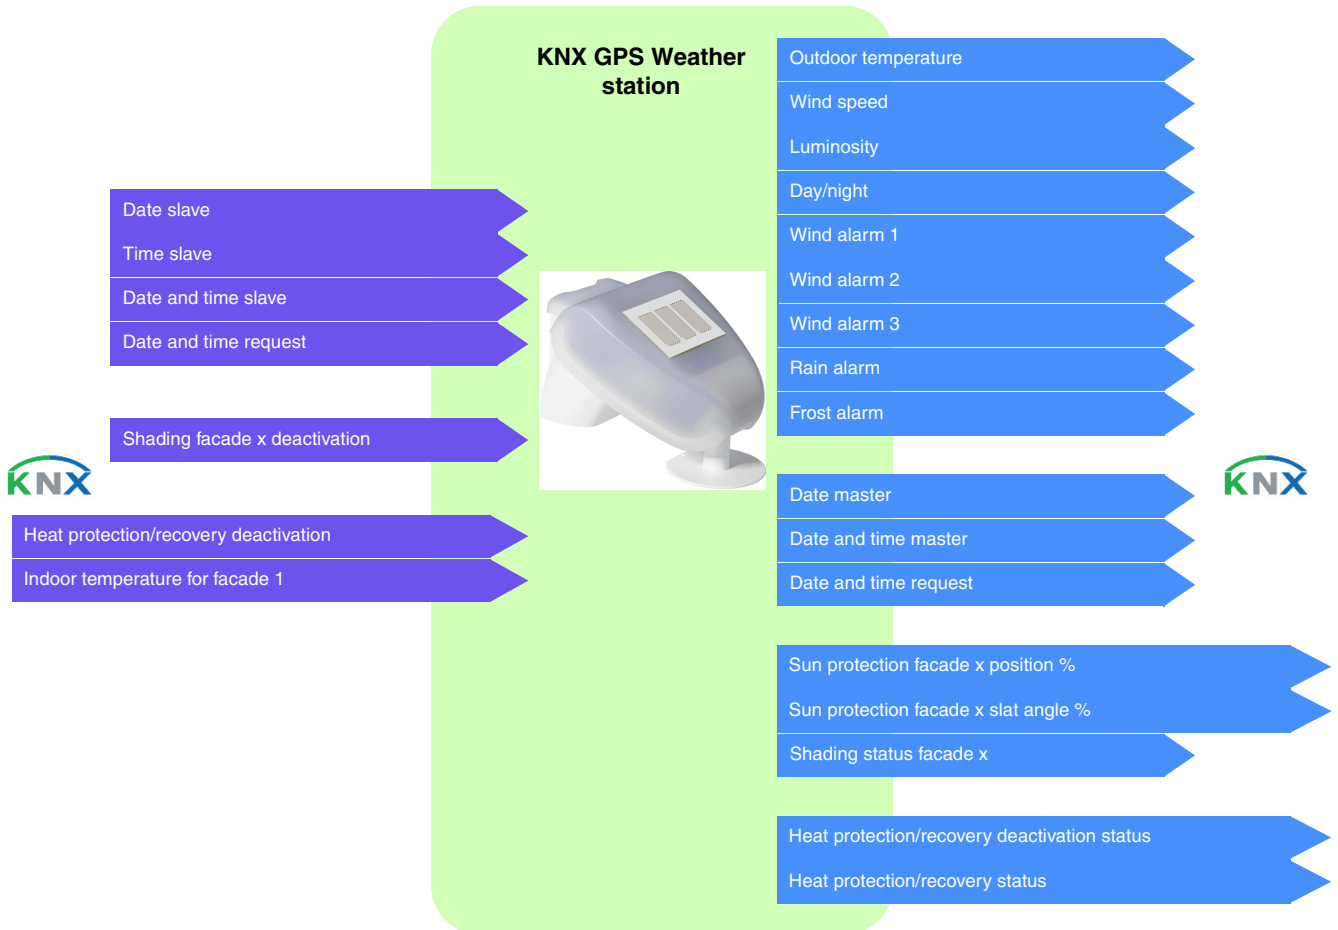 KNX GPS Weather
station
Date slave
Time slave
Date and time slave
Date and time request
Shading facade x deactivation
KNX
Heat protection/recovery deactivation
Indoor temperature for facade 1
Outdoor temperature
Wind speed
Luminosity
Day/night
Wind alarm 1
Wind alarm 2
Wind alarm 3
Rain alarm
Frost alarm
KNX
Date master
Date and time master
Date and time request
Sun protection facade x position %
Sun protection facade x slat angle %
Shading status facade x
Heat protection/recovery deactivation status
Heat protection/recovery status